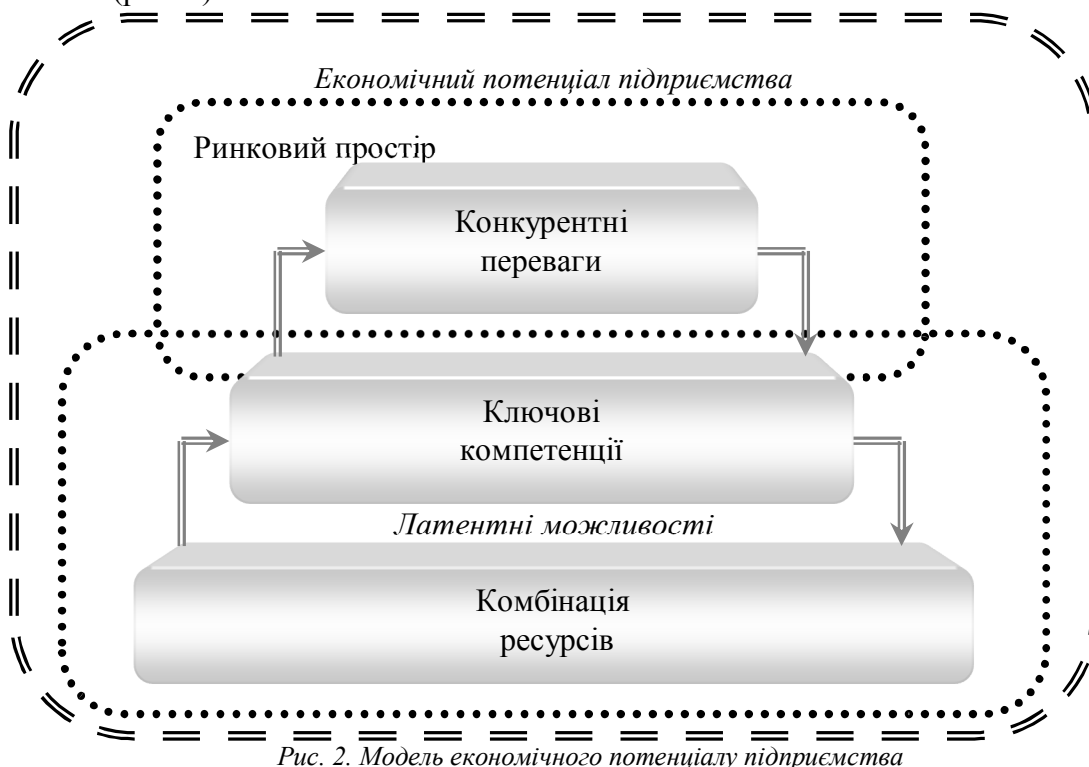 Економічний потенціал підприємства
Ринковий простір
Конкурентні
переваги
Ключові
компетенції
Латентні можливості
Комбінація
ресурсів
Рис. 2. Модель економічного потенціалу підприємства